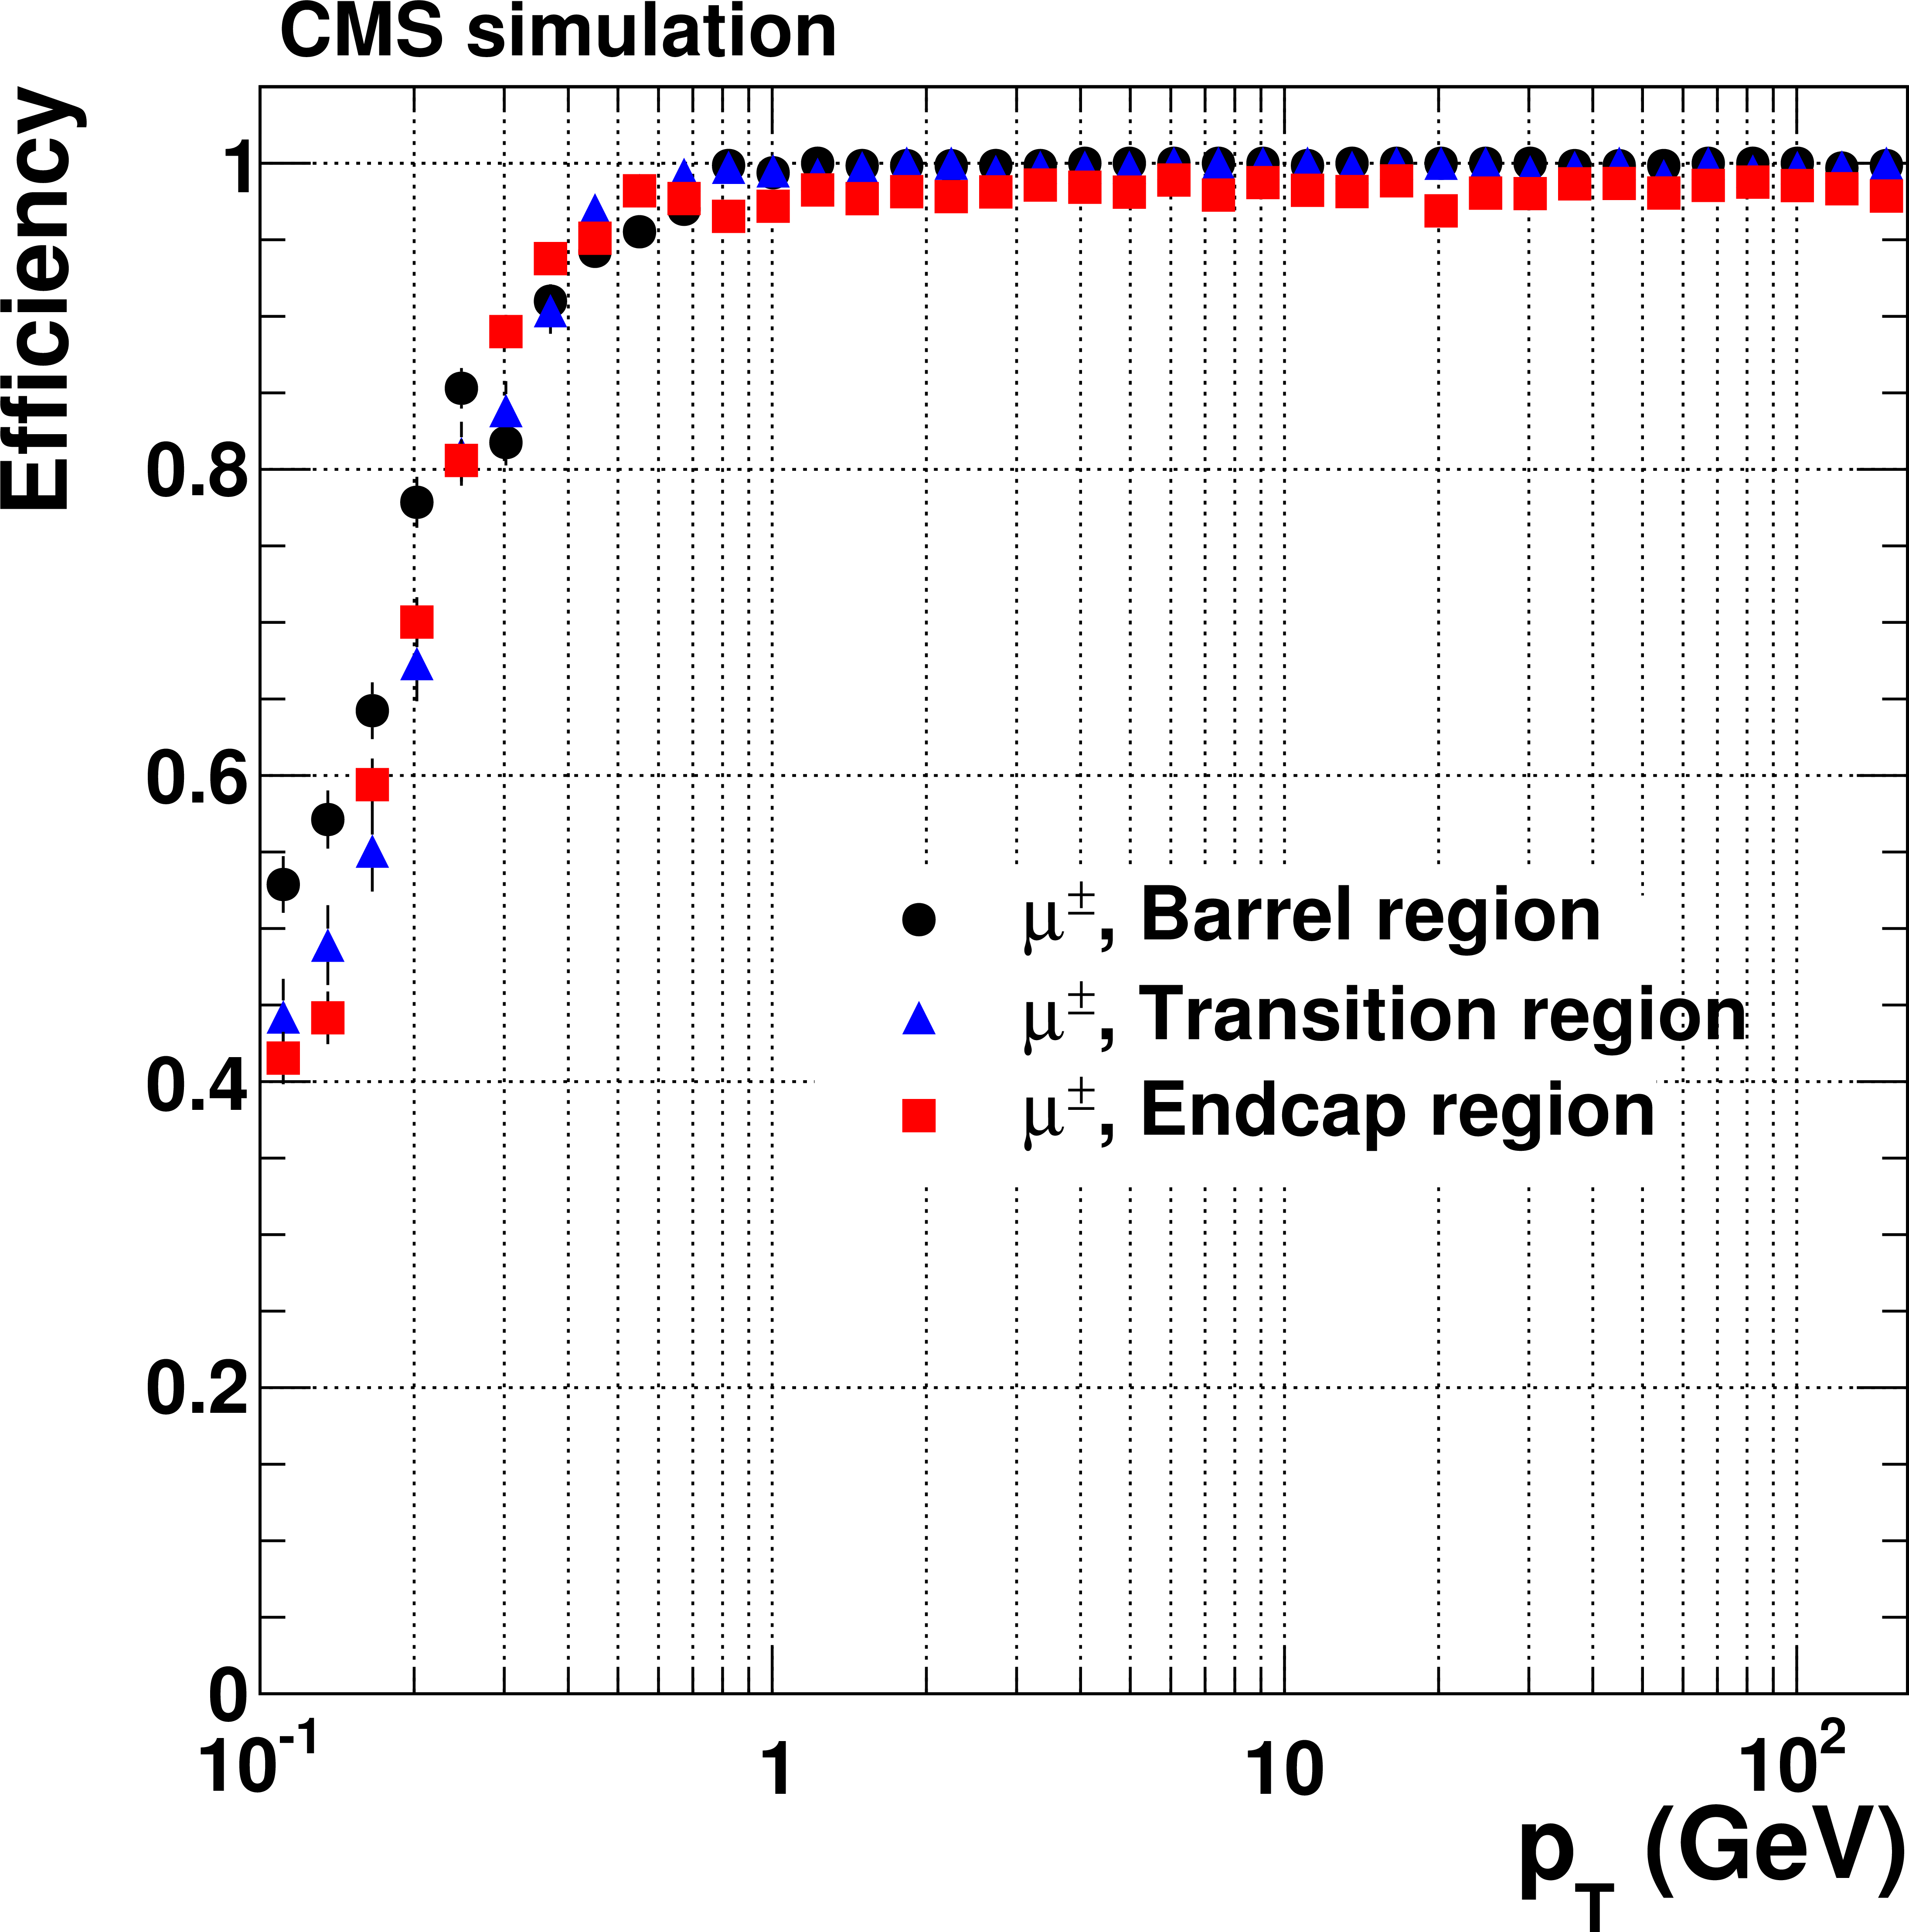 CMS simulation
Efficiency
1
0.8
0.6
0.4
0.2
0
μ±, Barrel region
μ±, Transition region
μ±, Endcap region
10⁻¹ 1 10 10²
p_T (GeV)